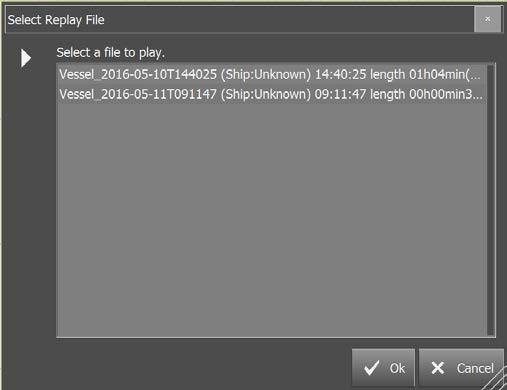 Select Replay File
Select a file to play.
Vessel_2016-05-10T144025 (Ship:Unknown) 14:40:25 length 01h04min(...
Vessel_2016-05-11T091147 (Ship:Unknown) 09:11:47 length 00h00min3...
Ok
Cancel